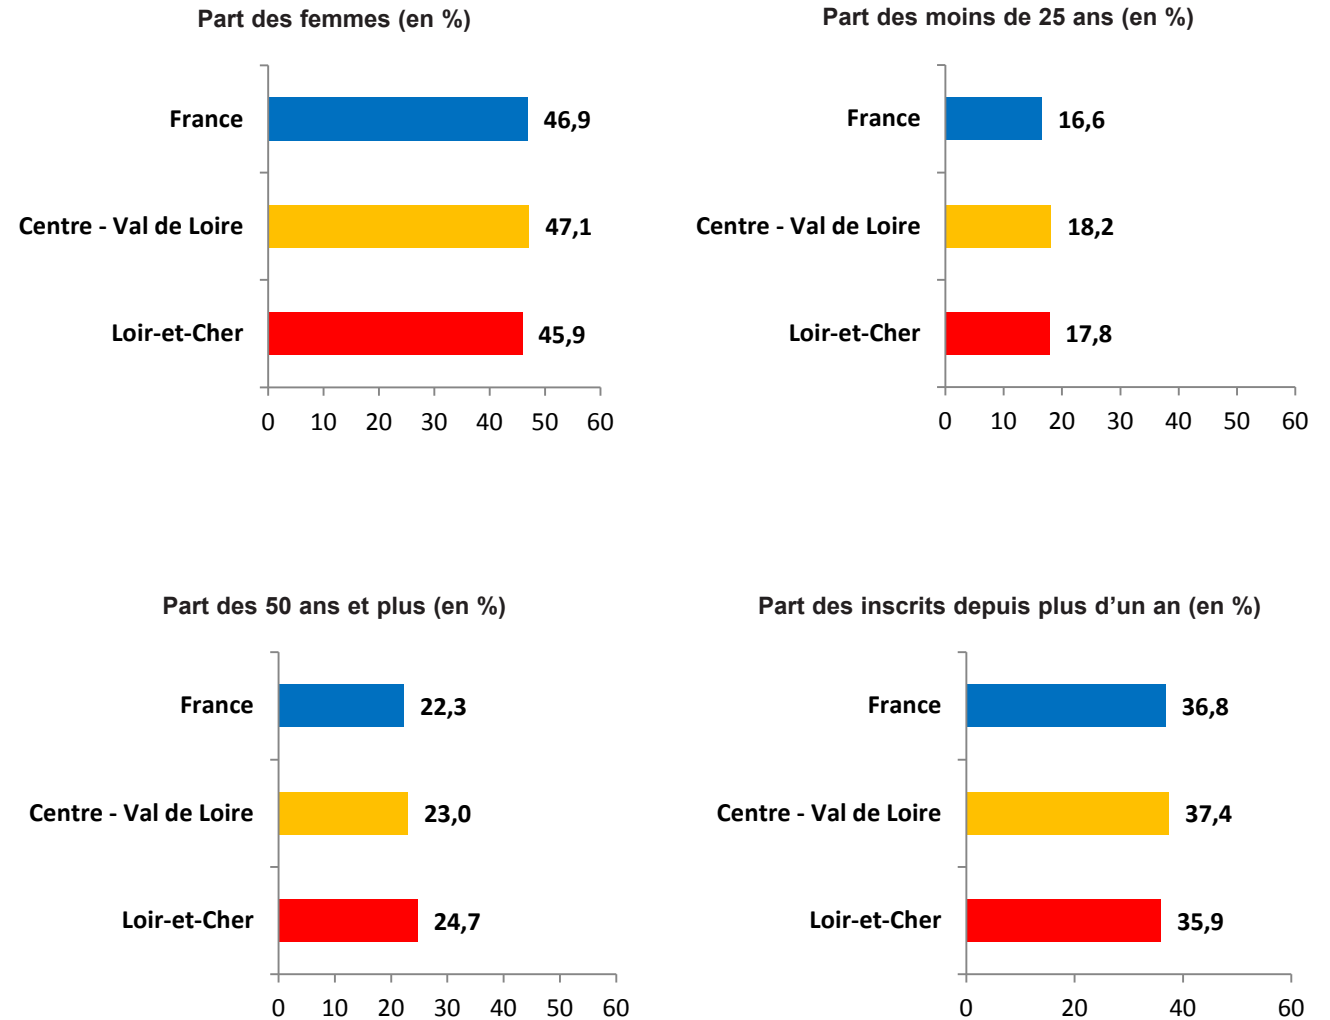 Part des femmes (en %)
France
46,9
Centre - Val de Loire
47,1
Loir-et-Cher
45,9
0 10 20 30 40 50 60
Part des moins de 25 ans (en %)
France
16,6
Centre - Val de Loire
18,2
Loir-et-Cher
17,8
0 10 20 30 40 50 60
Part des 50 ans et plus (en %)
France
22,3
Centre - Val de Loire
23,0
Loir-et-Cher
24,7
0 10 20 30 40 50 60
Part des inscrits depuis plus d’un an (en %)
France
36,8
Centre - Val de Loire
37,4
Loir-et-Cher
35,9
0 20 40 60